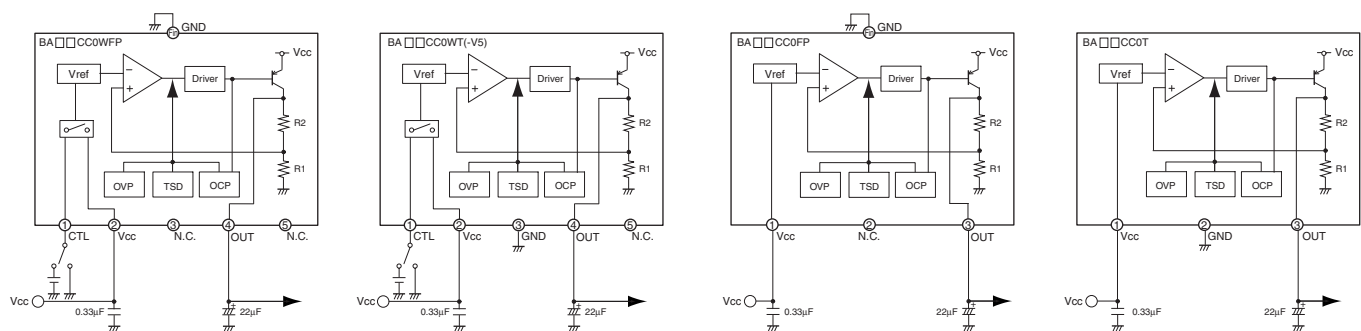 Fin GND
BA□□CC0WFP
Vcc
Vref
−
+
Driver
R2
R1
OVP
TSD
OCP
1 2 3 4 5
CTL Vcc N.C. OUT N.C.
Vcc
0.33μF
+
22μF
BA□□CC0WT(-V5)
Vcc
Vref
−
+
Driver
R2
R1
OVP
TSD
OCP
1 2 3 4 5
CTL Vcc GND OUT N.C.
Vcc
0.33μF
+
22μF
Fin GND
BA□□CC0FP
Vcc
Vref
−
+
Driver
R2
R1
OVP
TSD
OCP
1 2 3
Vcc N.C. OUT
Vcc
0.33μF
22μF
+
BA□□CC0T
Vcc
Vref
−
+
Driver
R2
R1
OVP
TSD
OCP
1 2 3
Vcc GND OUT
Vcc
0.33μF
22μF
+